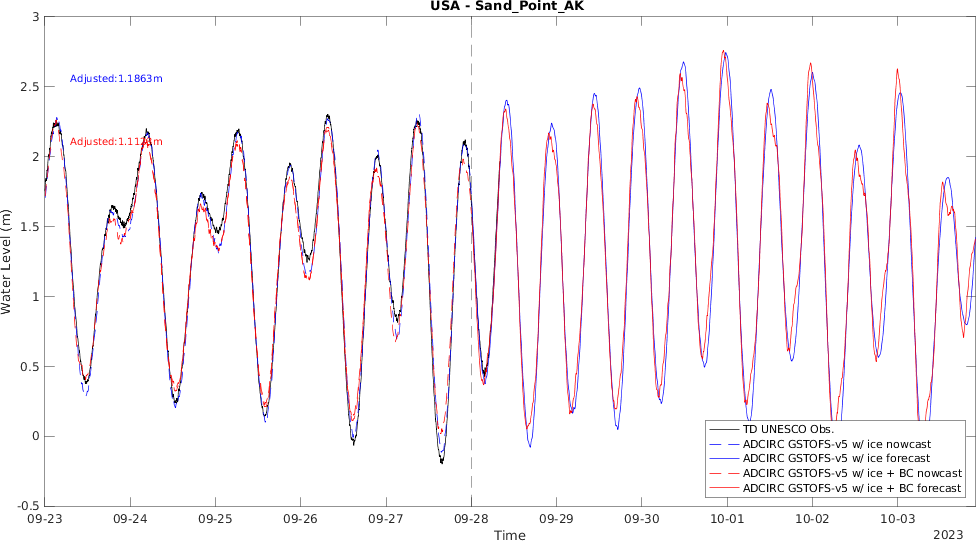 USA - Sand_Point_AK
3
2.5
2
1.5
1
0.5
0
-0.5
Water Level (m)
Adjusted:1.1863m
TD UNESCO Obs.
ADCIRC GSTOFS-v5 w/ ice nowcast
ADCIRC GSTOFS-v5 w/ ice forecast
ADCIRC GSTOFS-v5 w/ ice + BC nowcast
ADCIRC GSTOFS-v5 w/ ice + BC forecast
09-23 09-24 09-25 09-26 09-27 09-28 09-29 09-30 10-01 10-02 10-03
Time
2023